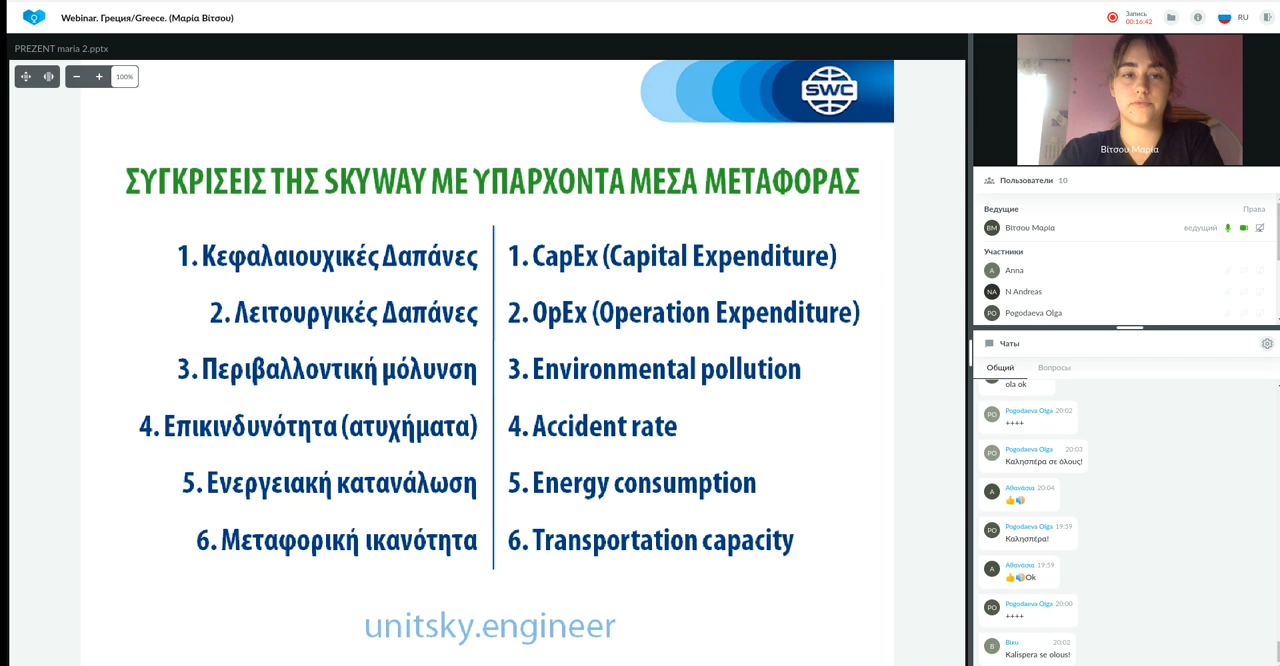 Webinar. Греция/Greece. (Марія Вітсou)
Запись
00:16:42
RU
PREZENT maria 2.pptx
100%
SWC
ΣΥΓΚΡΙΣΕΙΣ ΤΗΣ SKYWAY ΜΕ ΥΠΑΡΧΟΝΤΑ ΜΕΣΑ ΜΕΤΑΦΟΡΑΣ
1. Κεφαλαιουχικές Δαπάνες
1. CapEx (Capital Expenditure)
2. Λειτουργικές Δαπάνες
2. OpEx (Operation Expenditure)
3. Περιβαλλοντική μόλυνση
3. Environmental pollution
4. Επικινδυνότητα (ατυχήματα)
4. Accident rate
5. Ενεργειακή κατανάλωση
5. Energy consumption
6. Μεταφορική ικανότητα
6. Transportation capacity
unitsky.engineer
Βίτσου Μαρία
Пользователи 10
Ведущие
Права
ΒΜ
Βίτσου Μαρία
ведущий
Участники
A
Anna
NA
N Andreas
PO
Pogodaeva Olga
Чаты
Общий
Вопросы
ola ok
PO
Pogodaeva Olga 20:02
++++
PO
Pogodaeva Olga 20:03
Καλησπέρα σε όλους!
A
Αθανάσια 20:04
👍
PO
Pogodaeva Olga 19:59
Καλησπέρα!
A
Αθανάσια 19:59
👍Ok
PO
Pogodaeva Olga 20:00
++++
B
Bixu 20:02
Kalispera se olous!